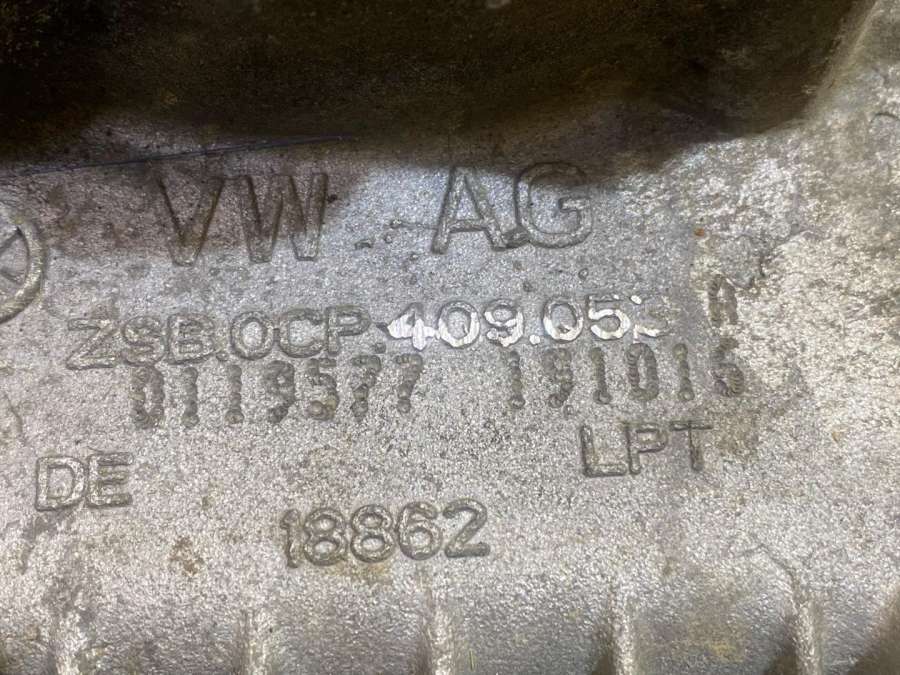 VW AG
ZSB.0CP.409.053 A
0119577 191015
DE LPT
18862